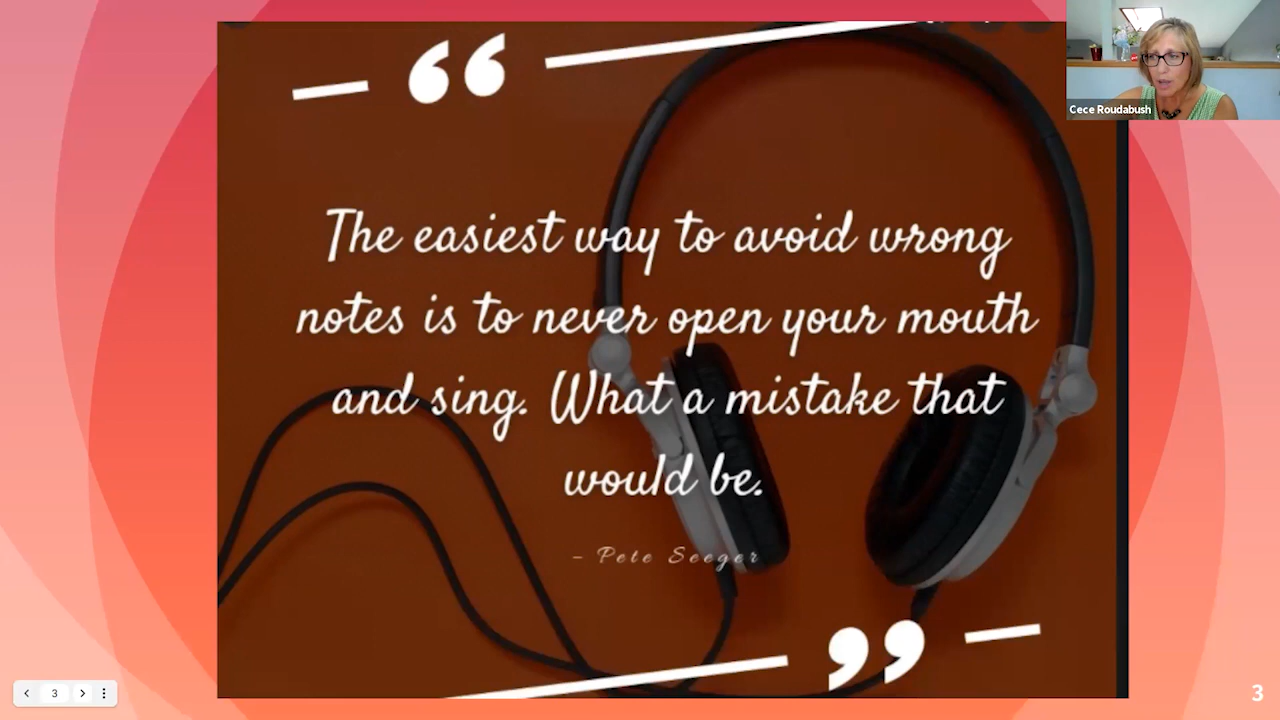 Cece Roudabush
“
The easiest way to avoid wrong
notes is to never open your mouth
and sing. What a mistake that
would be.
– Pete Seeger
”
3
3